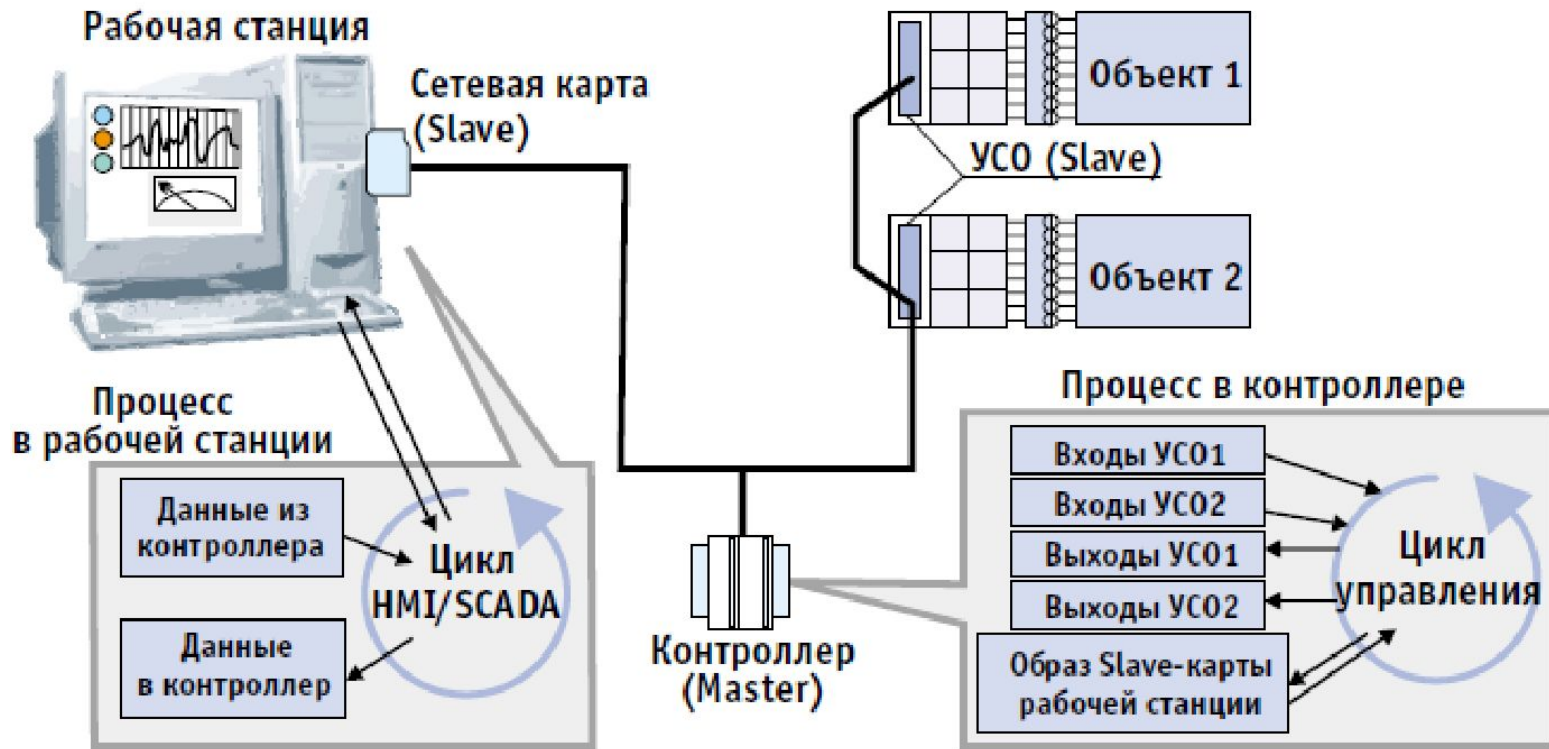 Рабочая станция
Сетевая карта
(Slave)
Объект 1
УСО (Slave)
Объект 2
Процесс
в рабочей станции
Данные из
контроллера
Цикл
HMI/SCADA
Данные
в контроллер
Контроллер
(Master)
Процесс в контроллере
Входы УСО1
Входы УСО2
Выходы УСО1
Выходы УСО2
Образ Slave-карты
рабочей станции
Цикл
управления